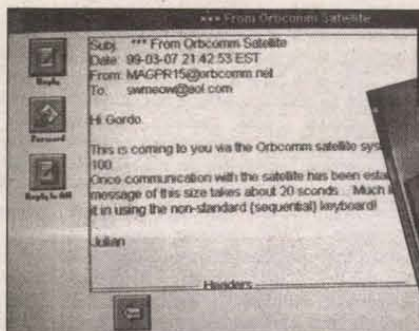 *** From Orbcomm Satellite
Subj: *** From Orbcomm Satellite
Date: 99-03-07 21:42:53 EST
From: MAGPR15@orbcomm.net
To: swmeow@aol.com
Hi Gordo.
This is coming to you via the Orbcomm satellite sys
100
Once communication with the satellite has been esta
message of this size takes about 20 sconds... Much
it in using the non-standard (sequential) keyboard!
Julian
Headers
Reply
Forward
Reply to All